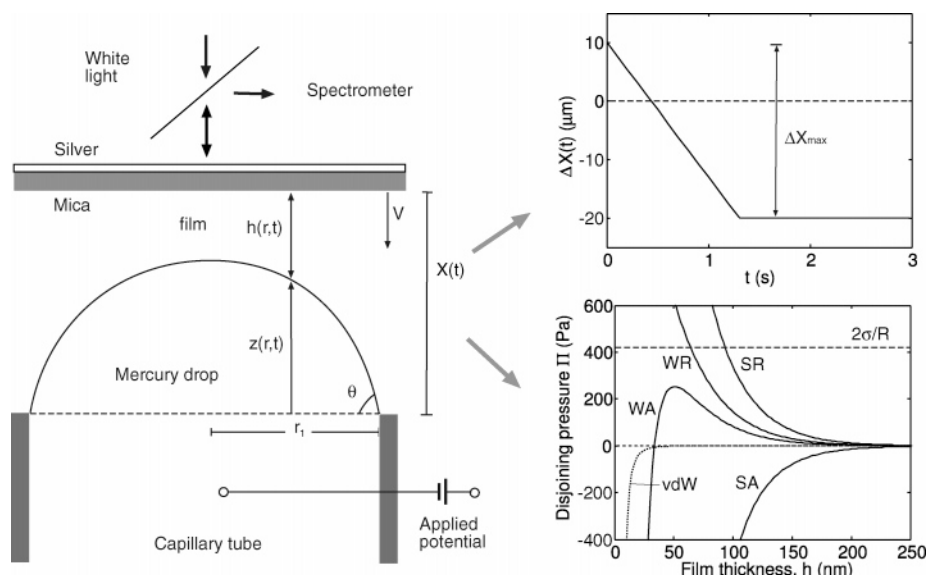 White
light
Spectrometer
Silver
Mica
film
h(r,t)
V
X(t)
z(r,t)
Mercury drop
θ
r₁
Applied
potential
Capillary tube
10
0
-10
-20
ΔX(t) (μm)
ΔXmax
0 1 2 3
t (s)
600
400
200
0
-200
-400
Disjoining pressure Π (Pa)
2σ/R
WR SR
WA
vdW SA
0 50 100 150 200 250
Film thickness, h (nm)